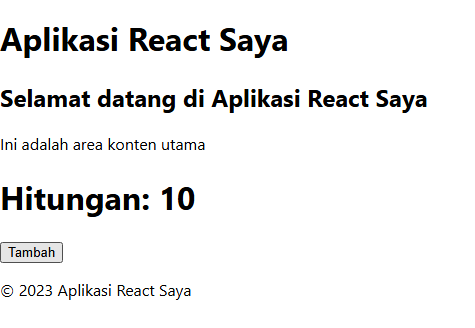 Aplikasi React Saya
Selamat datang di Aplikasi React Saya
Ini adalah area konten utama
Hitungan: 10
Tambah
© 2023 Aplikasi React Saya